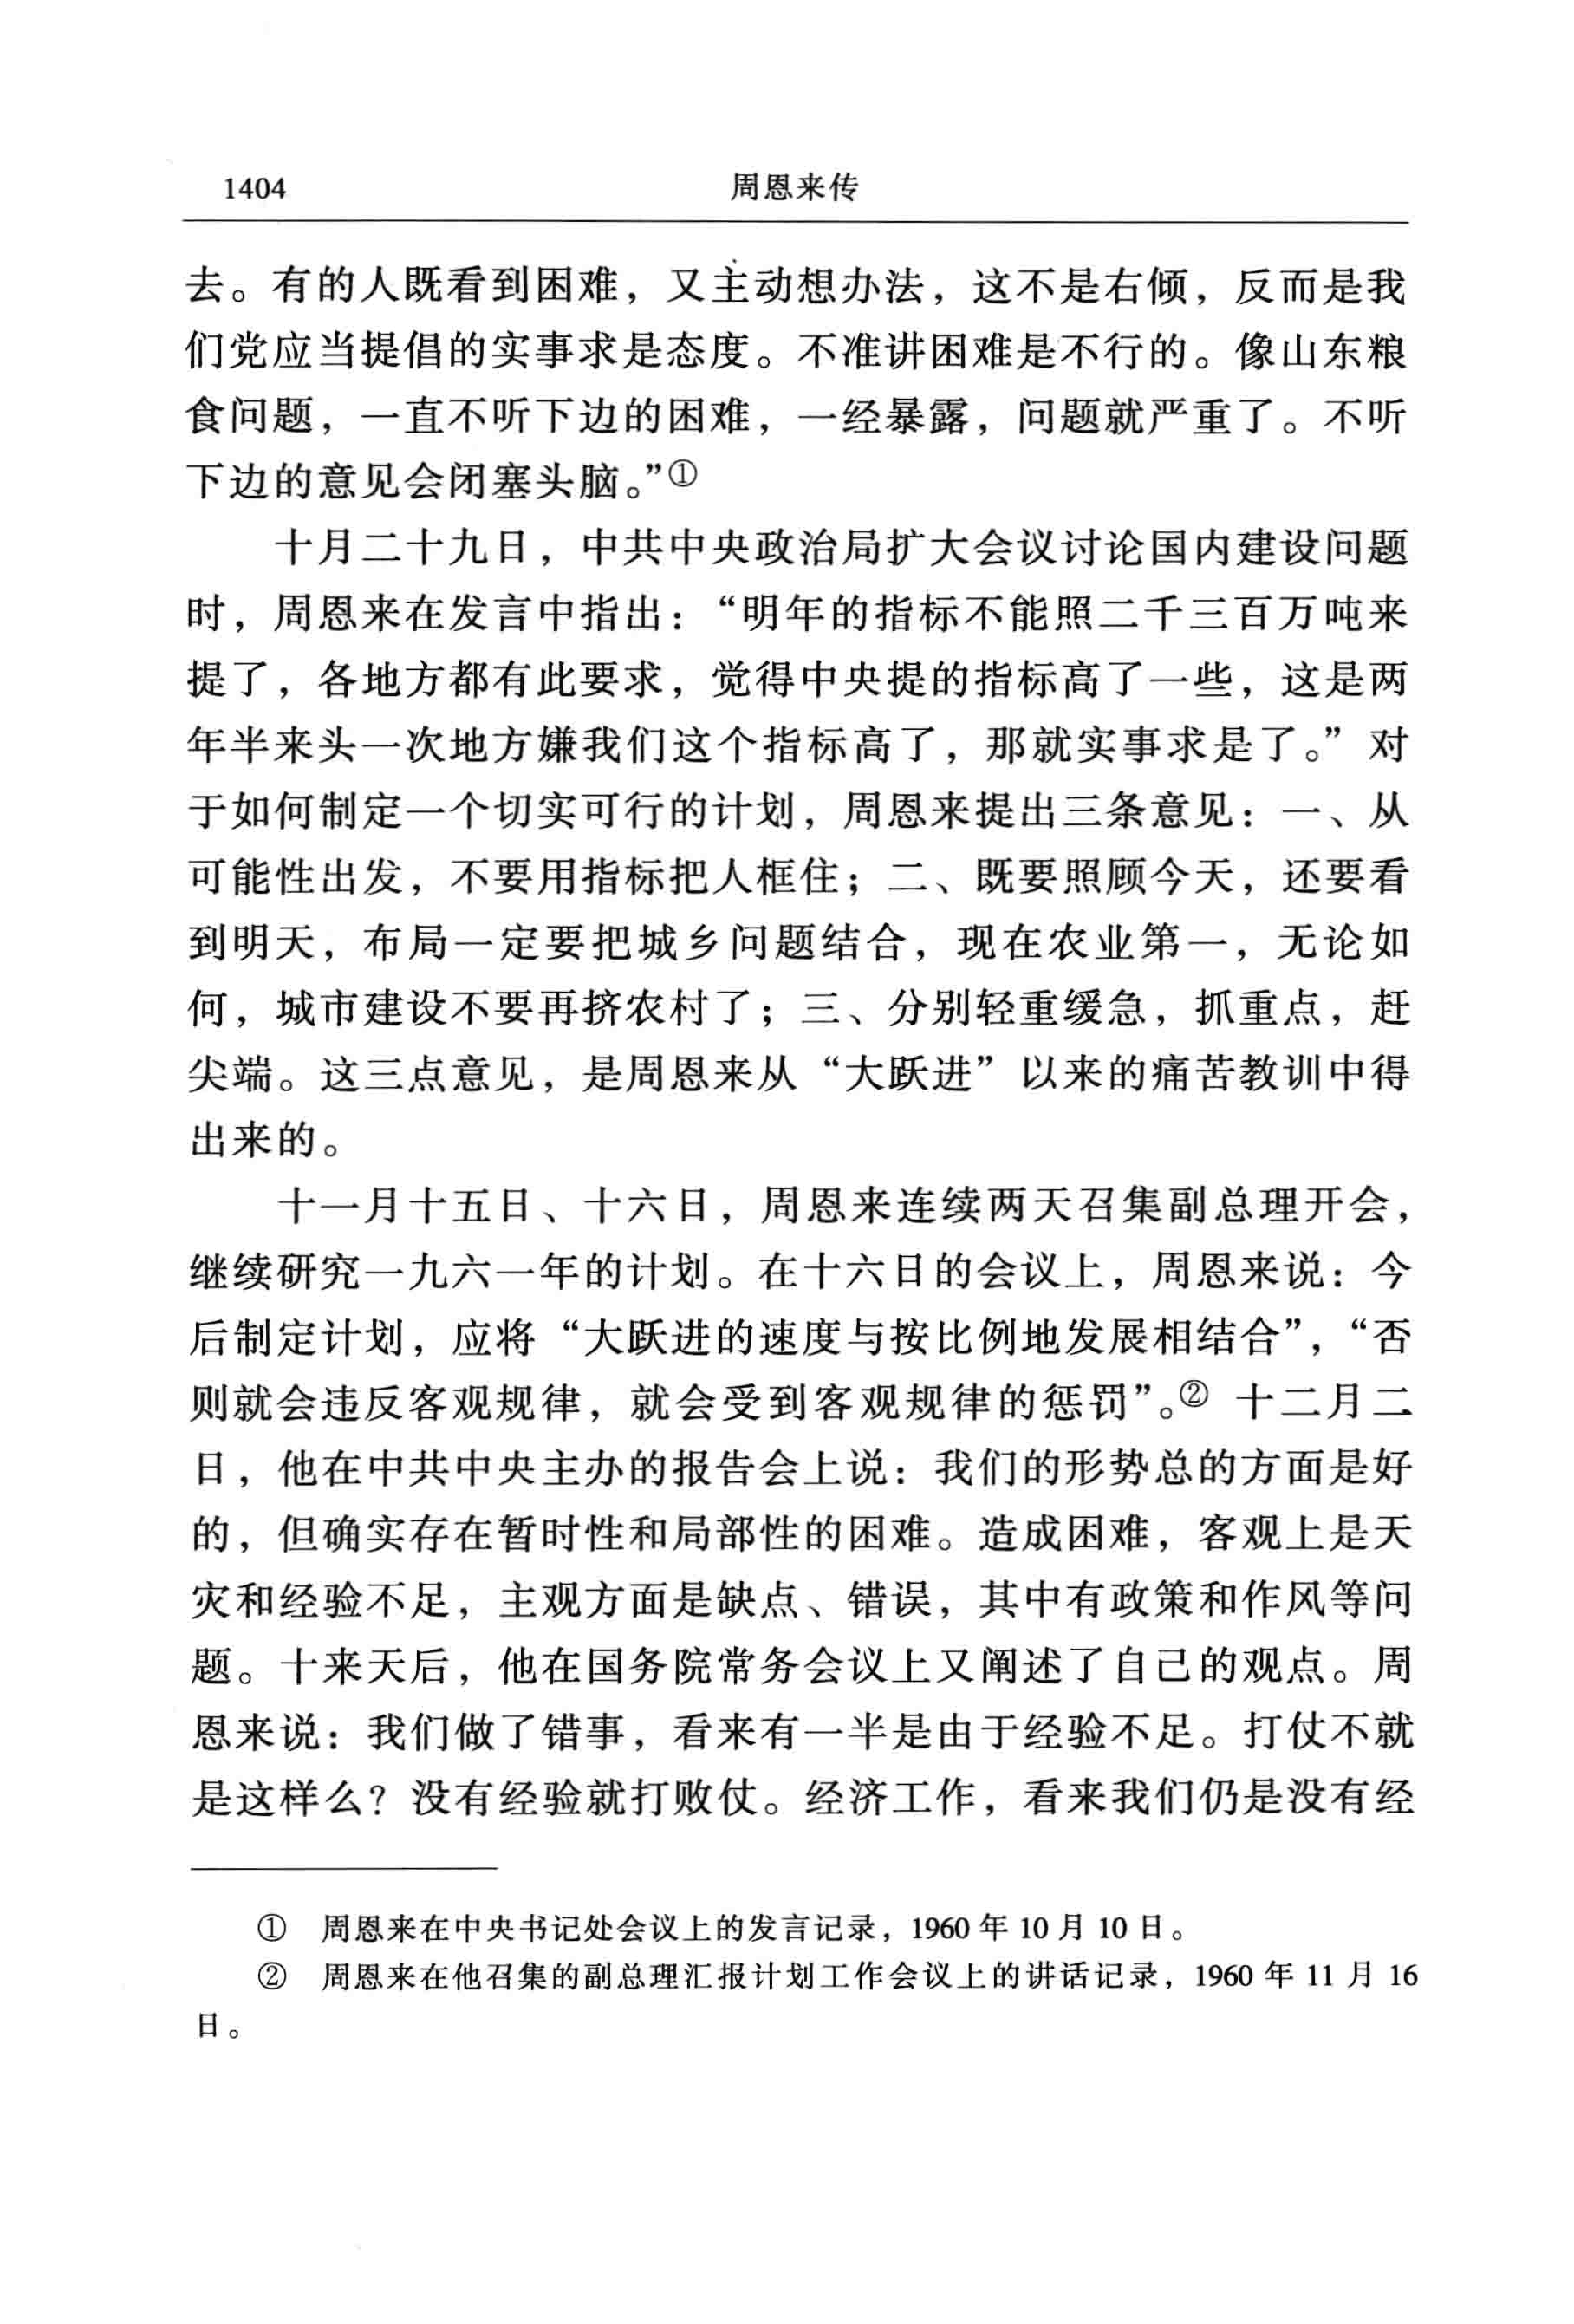 1404 周恩来传
去。有的人既看到困难，又主动想办法，这不是右倾，反而是我
们党应当提倡的实事求是态度。不准讲困难是不行的。像山东粮
食问题，一直不听下边的困难，一经暴露，问题就严重了。不听
下边的意见会闭塞头脑。”①
十月二十九日，中共中央政治局扩大会议讨论国内建设问题
时，周恩来在发言中指出：“明年的指标不能照二千三百万吨来
提了，各地方都有此要求，觉得中央提的指标高了一些，这是两
年半来头一次地方嫌我们这个指标高了，那就实事求是了。”对
于如何制定一个切实可行的计划，周恩来提出三条意见：一、从
可能性出发，不要用指标把人框住；二、既要照顾今天，还要看
到明天，布局一定要把城乡问题结合，现在农业第一，无论如
何，城市建设不要再挤农村了；三、分别轻重缓急，抓重点，赶
尖端。这三点意见，是周恩来从“大跃进”以来的痛苦教训中得
出来的。
十一月十五日、十六日，周恩来连续两天召集副总理开会，
继续研究一九六一年的计划。在十六日的会议上，周恩来说：今
后制定计划，应将“大跃进的速度与按比例地发展相结合”，“否
则就会违反客观规律，就会受到客观规律的惩罚”。② 十二月二
日，他在中共中央主办的报告会上说：我们的形势总的方面是好
的，但确实存在暂时性和局部性的困难。造成困难，客观上是天
灾和经验不足，主观方面是缺点、错误，其中有政策和作风等问
题。十来天后，他在国务院常务会议上又阐述了自己的观点。周
恩来说：我们做了错事，看来有一半是由于经验不足。打仗不就
是这样么？没有经验就打败仗。经济工作，看来我们仍是没有经
① 周恩来在中央书记处会议上的发言记录，1960 年 10 月 10 日。
② 周恩来在他召集的副总理汇报计划工作会议上的讲话记录，1960 年 11 月 16
日。